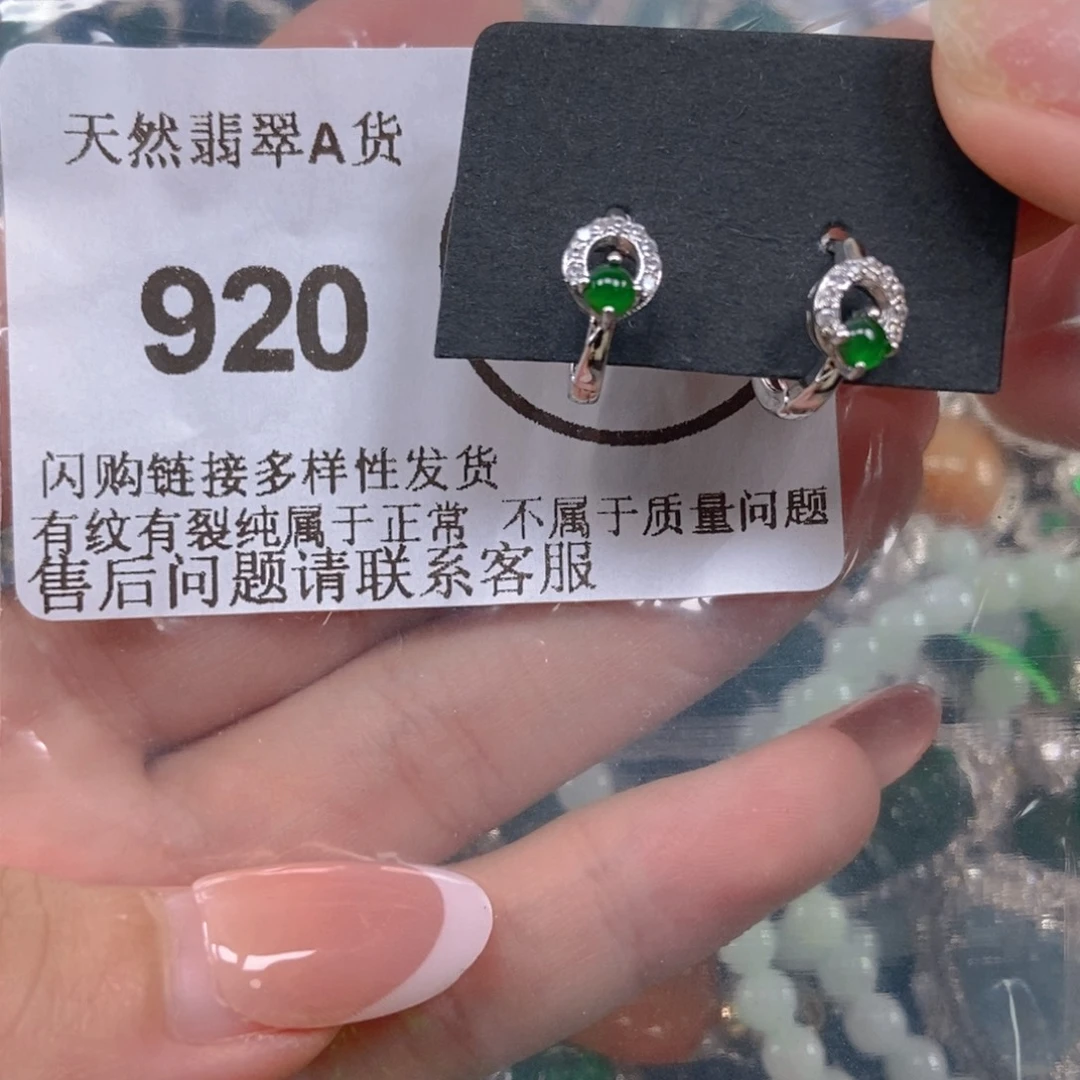 天然翡翠A货
920
闪购链接多样性发货
有纹有裂纯属于正常 不属于质量问题
售后问题请联系客服